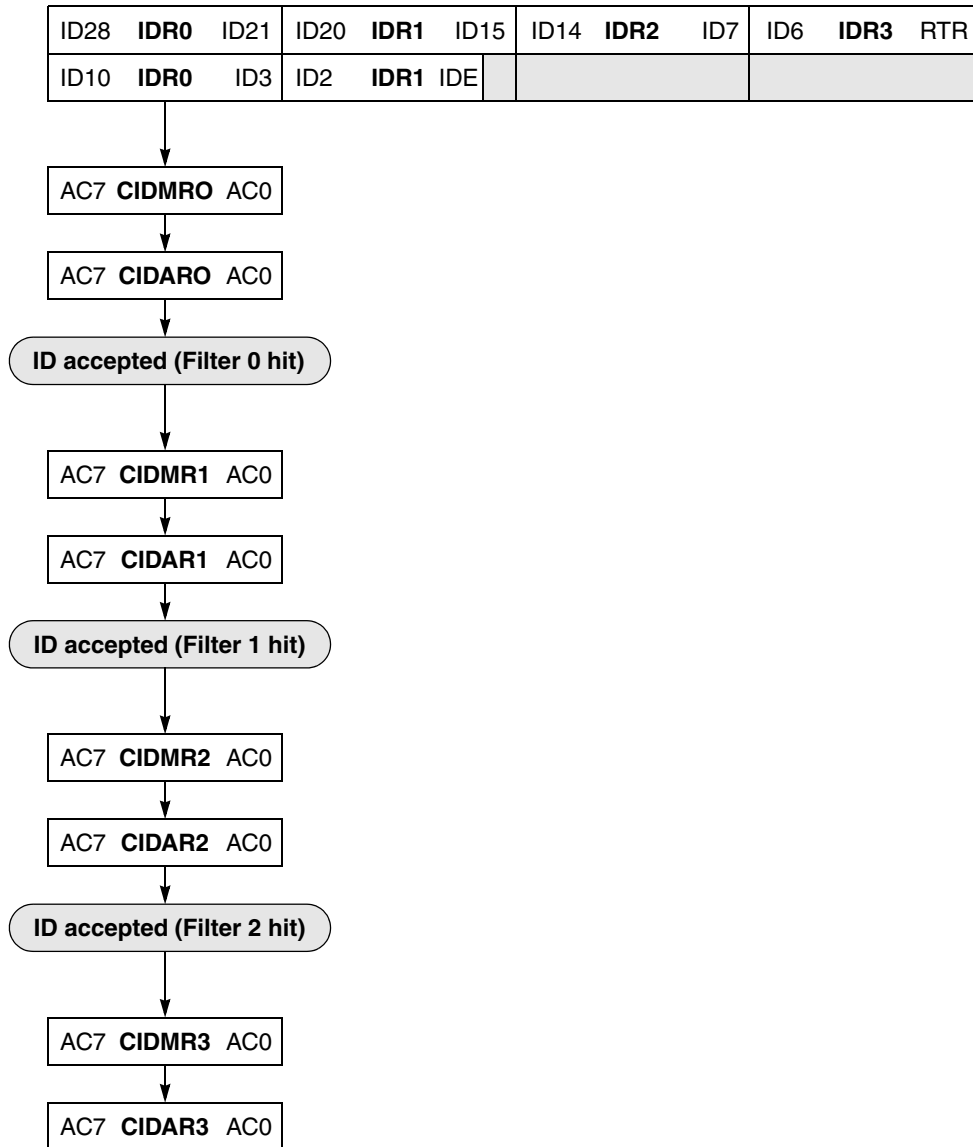 ID28 IDR0 ID21 ID20 IDR1 ID15 ID14 IDR2 ID7 ID6 IDR3 RTR
ID10 IDR0 ID3 ID2 IDR1 IDE
AC7 CIDMRO AC0
AC7 CIDARO AC0
ID accepted (Filter 0 hit)
AC7 CIDMR1 AC0
AC7 CIDAR1 AC0
ID accepted (Filter 1 hit)
AC7 CIDMR2 AC0
AC7 CIDAR2 AC0
ID accepted (Filter 2 hit)
AC7 CIDMR3 AC0
AC7 CIDAR3 AC0